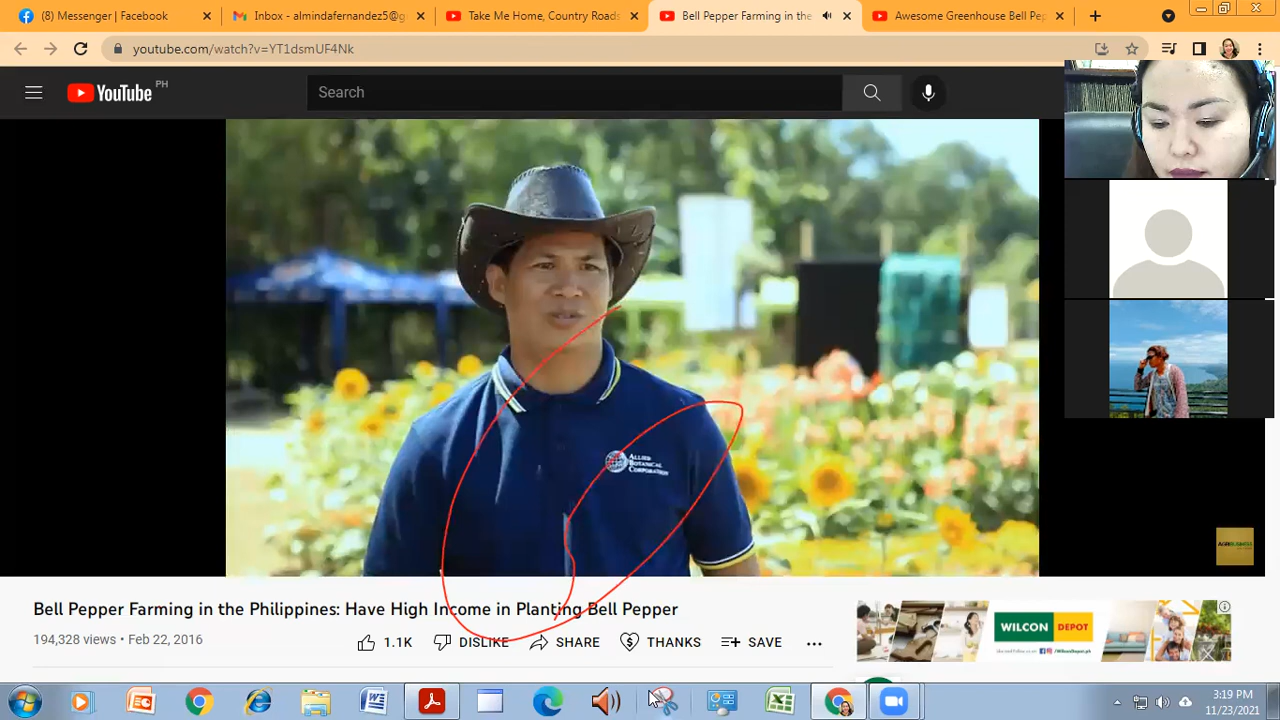 (8) Messenger | Facebook
Inbox - almindafernandez5@g
Take Me Home, Country Roads
Bell Pepper Farming in the
Awesome Greenhouse Bell Pep
youtube.com/watch?v=YT1dsmUF4Nk
YouTube PH
Search
ALLIED
BOTANICAL
CORPORATION
AGRIBUSINESS
Bell Pepper Farming in the Philippines: Have High Income in Planting Bell Pepper
194,328 views • Feb 22, 2016
1.1K
DISLIKE
SHARE
THANKS
SAVE
WILCON DEPOT
3:19 PM
11/23/2021